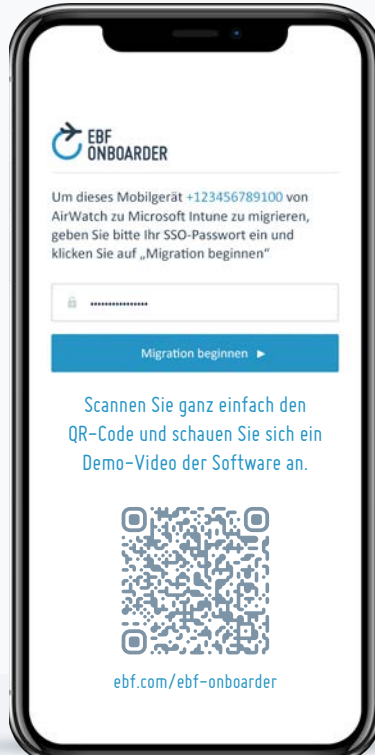 EBF
ONBOARDER
Um dieses Mobilgerät +123456789100 von
AirWatch zu Microsoft Intune zu migrieren,
geben Sie bitte Ihr SSO-Passwort ein und
klicken Sie auf „Migration beginnen“
••••••••••••••••
Migration beginnen ►
Scannen Sie ganz einfach den
QR-Code und schauen Sie sich ein
Demo-Video der Software an.
ebf.com/ebf-onboarder